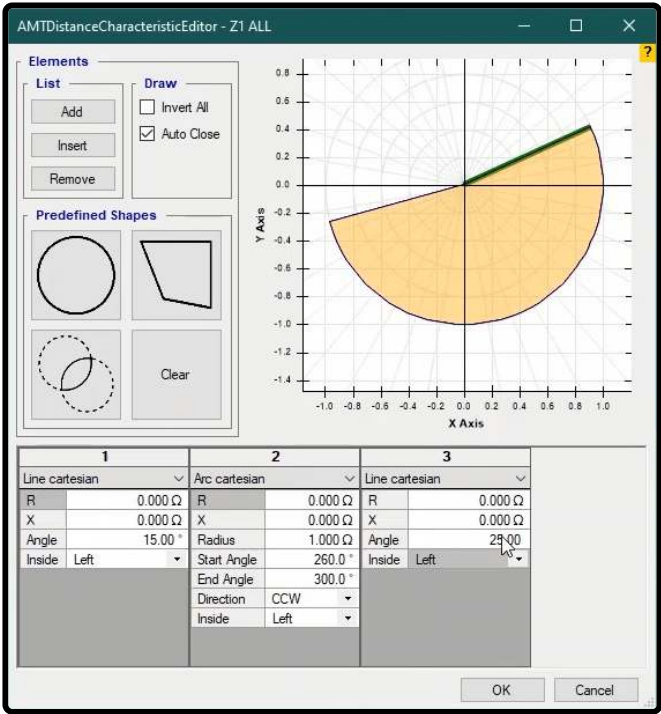 AMTDistanceCharacteristicEditor - Z1 ALL
?
Elements
List
Draw
Add
Insert
Remove
Invert All
Auto Close
Predefined Shapes
Clear
0.8
0.6
0.4
0.2
0.0
-0.2
-0.4
-0.6
-0.8
-1.0
-1.2
-1.4
Y Axis
-1.0 -0.8 -0.6 -0.4 -0.2 0.0 0.2 0.4 0.6 0.8 1.0
X Axis
1 2 3
Line cartesian Arc cartesian Line cartesian
R 0.000 Ω R 0.000 Ω R 0.000 Ω
X 0.000 Ω X 0.000 Ω X 0.000 Ω
Angle 15.00 ° Radius 1.000 Ω Angle 25.00
Inside Left Start Angle 260.0 ° Inside Left
End Angle 300.0 °
Direction CCW
Inside Left
OK Cancel